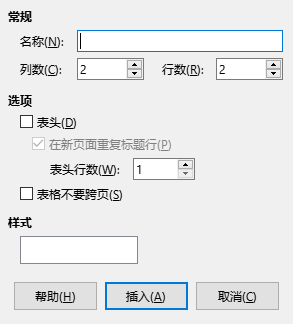 常规
名称(N):
列数(C): 2 行数(R): 2
选项
表头(D)
在新页面重复标题行(P)
表头行数(W): 1
表格不要跨页(S)
样式
帮助(H) 插入(A) 取消(C)